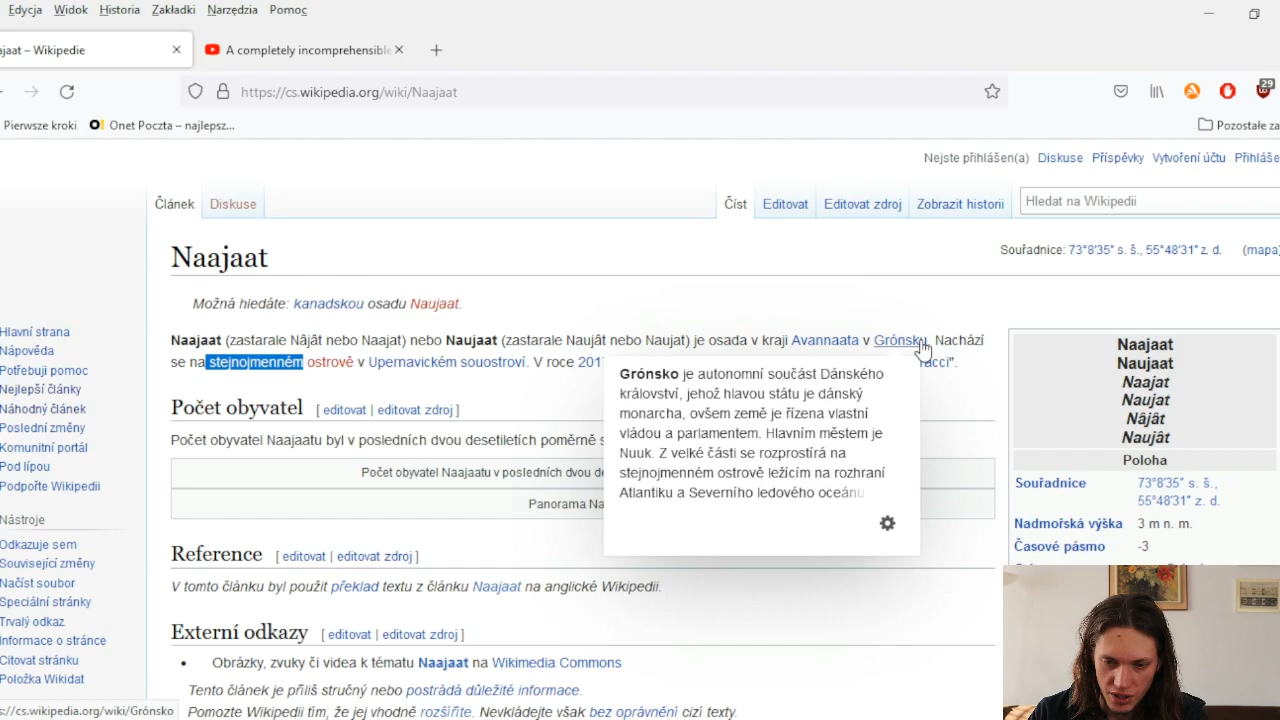 Edycja Widok Historia Zakładki Narzędzia Pomoc
ajaat – Wikipedie
A completely incomprehensible
https://cs.wikipedia.org/wiki/Naajaat
29
Pierwsze kroki
Onet Poczta – najlepsz...
Pozostałe za
Nejste přihlášen(a) Diskuse Příspěvky Vytvoření účtu Přihláše
Článek Diskuse
Číst Editovat Editovat zdroj Zobrazit historii
Hledat na Wikipedii
Naajaat
Souřadnice: 73°8′35″ s. š., 55°48′31″ z. d. (mapa)
Možná hledáte: kanadskou osadu Naujaat.
Naajaat (zastarale Nâjât nebo Naajat) nebo Naujaat (zastarale Naujât nebo Naujat) je osada v kraji Avannaata v Grónsku. Nachází
se na stejnojmenném ostrově v Upernavickém souostroví. V roce 201
Grónsko je autonomní součást Dánského
království, jehož hlavou státu je dánský
monarcha, ovšem země je řízena vlastní
vládou a parlamentem. Hlavním městem je
Nuuk. Z velké části se rozprostírá na
stejnojmenném ostrově ležícím na rozhraní
Atlantiku a Severního ledového oceánu
Počet obyvatel [ editovat | editovat zdroj ]
Počet obyvatel Naajaatu byl v posledních dvou desetiletích poměrně s
Počet obyvatel Naajaatu v posledních dvou de
Panorama Na
Reference [ editovat | editovat zdroj ]
V tomto článku byl použit překlad textu z článku Naajaat na anglické Wikipedii.
Externí odkazy [ editovat | editovat zdroj ]
Obrázky, zvuky či videa k tématu Naajaat na Wikimedia Commons
Tento článek je příliš stručný nebo postrádá důležité informace.
Pomozte Wikipedii tím, že jej vhodně rozšíříte. Nevkládejte však bez oprávnění cizí texty.
Naajaat
Naujaat
Naajat
Naujat
Nâjât
Naujât
Poloha
Souřadnice 73°8′35″ s. š.,
55°48′31″ z. d.
Nadmořská výška 3 m n. m.
Časové pásmo -3
Hlavní strana
Nápověda
Potřebuji pomoc
Nejlepší články
Náhodný článek
Poslední změny
Komunitní portál
Pod lípou
Podpořte Wikipedii
Nástroje
Odkazuje sem
Související změny
Načíst soubor
Speciální stránky
Trvalý odkaz
Informace o stránce
Citovat stránku
Položka Wikidat
s://cs.wikipedia.org/wiki/Grónsko